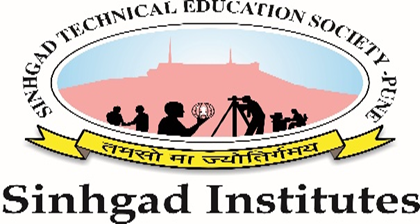 SINHGAD TECHNICAL EDUCATION SOCIETY - PUNE
तमसो मा ज्योतिर्गमय
Sinhgad Institutes